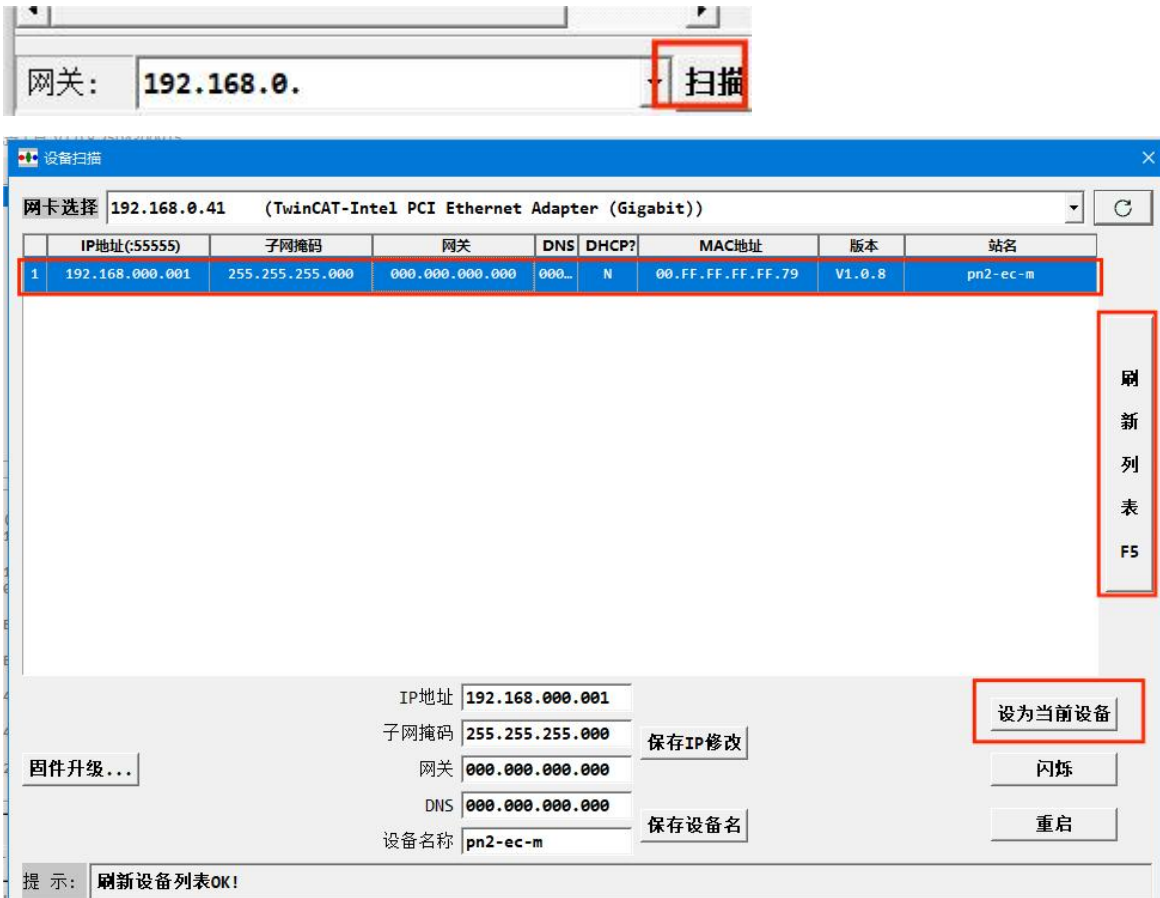 网关: 192.168.0. 扫描
设备扫描
网卡选择 192.168.0.41 (TwinCAT-Intel PCI Ethernet Adapter (Gigabit))
IP地址(:55555) 子网掩码 网关 DNS DHCP? MAC地址 版本 站名
1 192.168.000.001 255.255.255.000 000.000.000.000 000… N 00.FF.FF.FF.FF.79 V1.0.8 pn2-ec-m
刷
新
列
表
F5
IP地址 192.168.000.001
设为当前设备
子网掩码 255.255.255.000
保存IP修改
固件升级...
网关 000.000.000.000
闪烁
DNS 000.000.000.000
保存设备名
重启
设备名称 pn2-ec-m
提 示: 刷新设备列表OK!